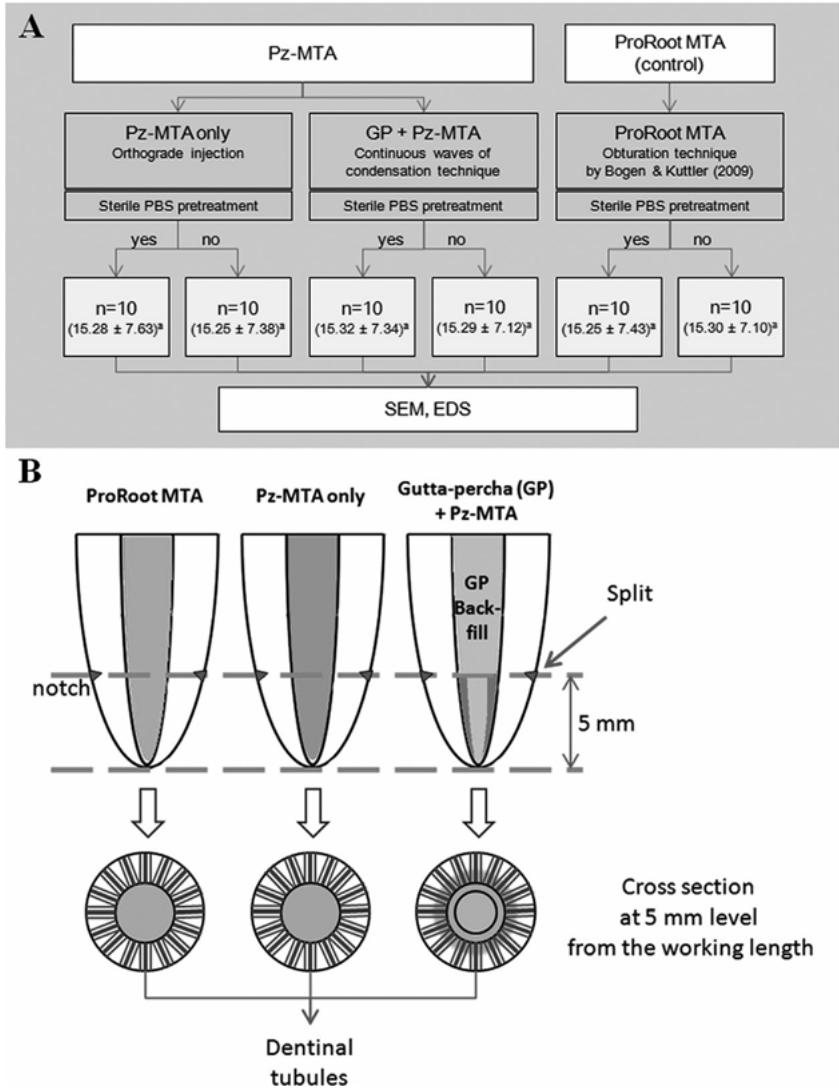 A
Pz-MTA
ProRoot MTA
(control)
Pz-MTA only
Orthograde injection
GP + Pz-MTA
Continuous waves of
condensation technique
ProRoot MTA
Obturation technique
by Bogen & Kuttler (2009)
Sterile PBS pretreatment
Sterile PBS pretreatment
Sterile PBS pretreatment
yes no
yes no
yes no
n=10
(15.28 ± 7.63)ª
n=10
(15.25 ± 7.38)ª
n=10
(15.32 ± 7.34)ª
n=10
(15.29 ± 7.12)ª
n=10
(15.25 ± 7.43)ª
n=10
(15.30 ± 7.10)ª
SEM, EDS
B
ProRoot MTA
Pz-MTA only
Gutta-percha (GP)
+ Pz-MTA
GP
Back-
fill
Split
notch
5 mm
Cross section
at 5 mm level
from the working length
Dentinal
tubules